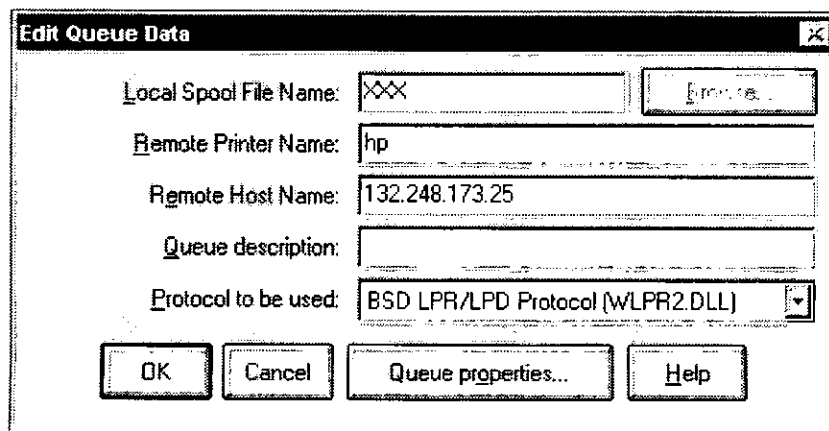 Edit Queue Data
Local Spool File Name: XXX Browse...
Remote Printer Name: hp
Remote Host Name: 132.248.173.25
Queue description:
Protocol to be used: BSD LPR/LPD Protocol (WLPR2.DLL)
OK Cancel Queue properties... Help